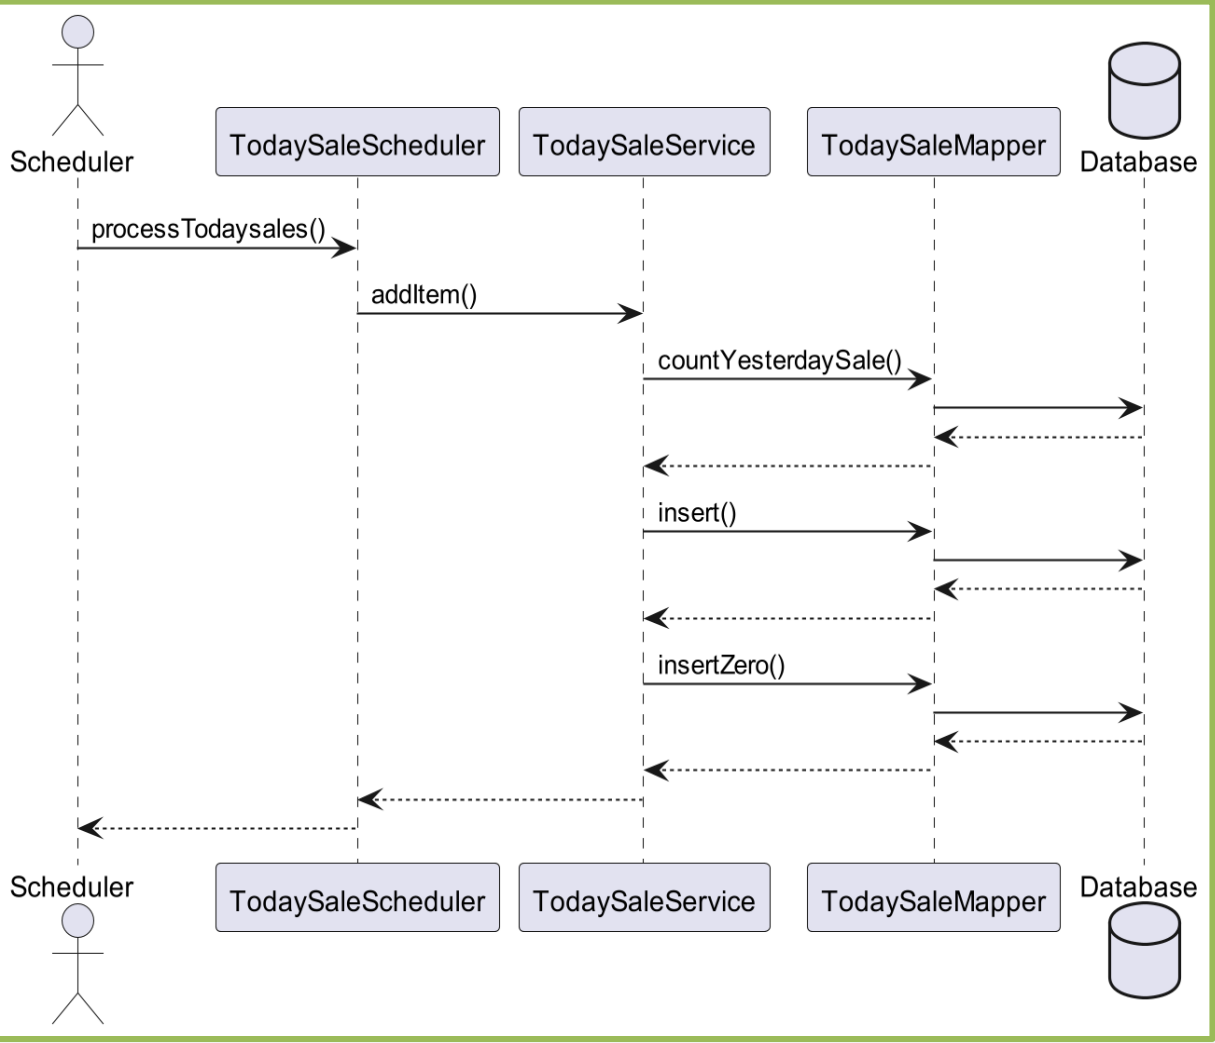 Scheduler
TodaySaleScheduler
TodaySaleService
TodaySaleMapper
Database
processTodaysales()
addItem()
countYesterdaySale()
insert()
insertZero()
Scheduler
TodaySaleScheduler
TodaySaleService
TodaySaleMapper
Database